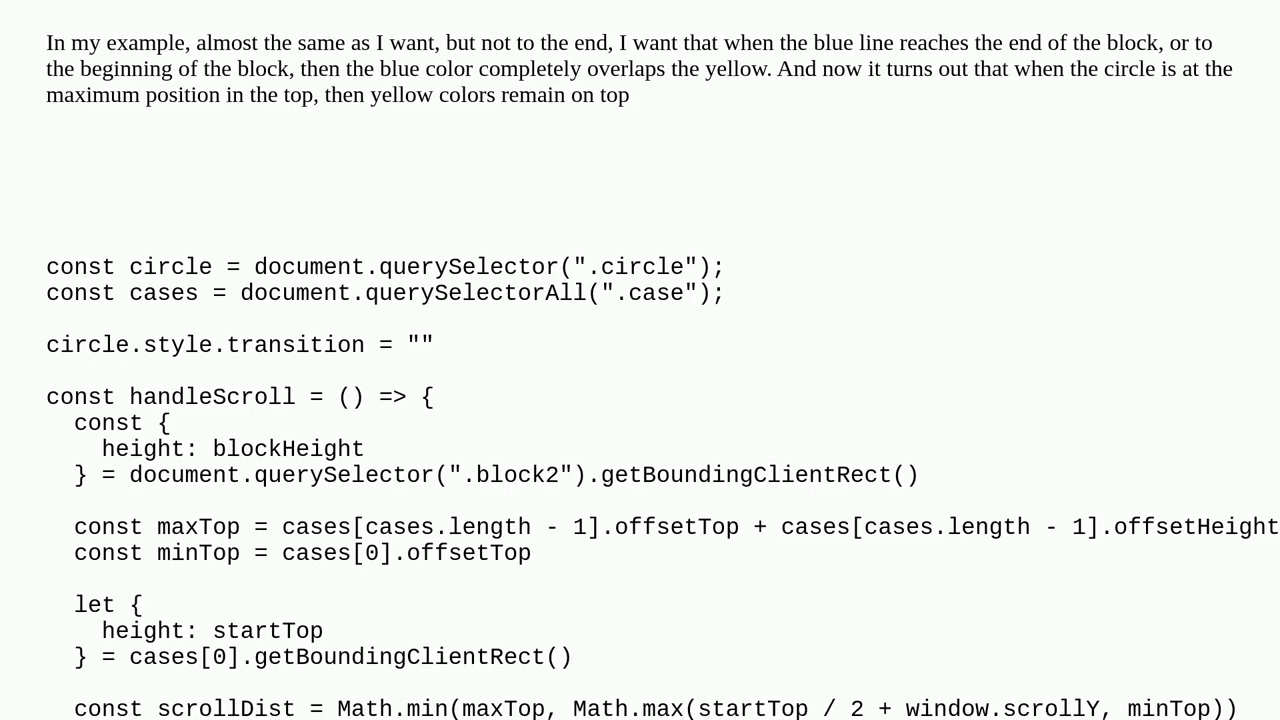 In my example, almost the same as I want, but not to the end, I want that when the blue line reaches the end of the block, or to
the beginning of the block, then the blue color completely overlaps the yellow. And now it turns out that when the circle is at the
maximum position in the top, then yellow colors remain on top
const circle = document.querySelector(".circle");
const cases = document.querySelectorAll(".case");
circle.style.transition = ""
const handleScroll = () => {
  const {
    height: blockHeight
  } = document.querySelector(".block2").getBoundingClientRect()
  const maxTop = cases[cases.length - 1].offsetTop + cases[cases.length - 1].offsetHeight
  const minTop = cases[0].offsetTop
  let {
    height: startTop
  } = cases[0].getBoundingClientRect()
  const scrollDist = Math.min(maxTop, Math.max(startTop / 2 + window.scrollY, minTop))